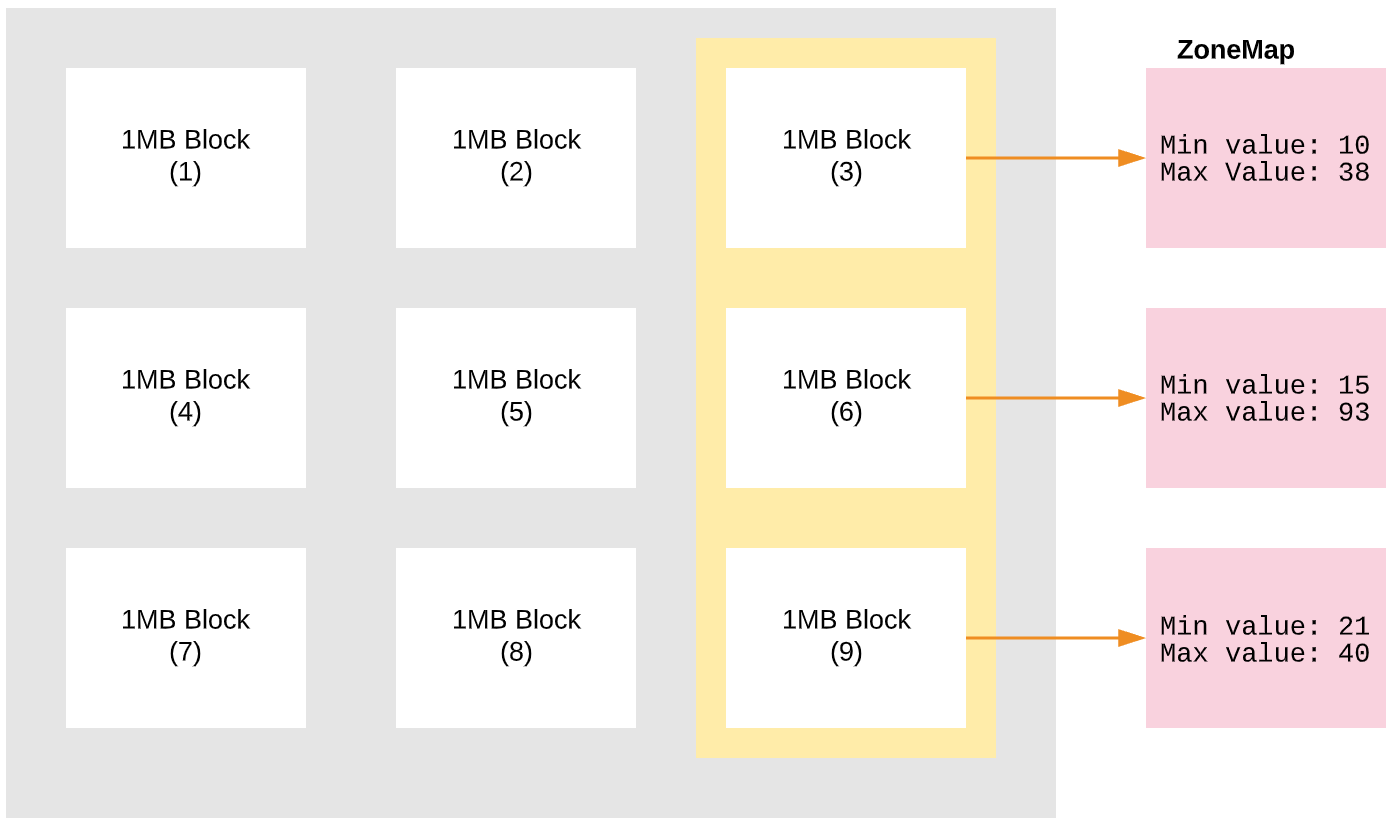 ZoneMap
1MB Block
(1)
1MB Block
(2)
1MB Block
(3)
Min value: 10
Max Value: 38
1MB Block
(4)
1MB Block
(5)
1MB Block
(6)
Min value: 15
Max value: 93
1MB Block
(7)
1MB Block
(8)
1MB Block
(9)
Min value: 21
Max value: 40